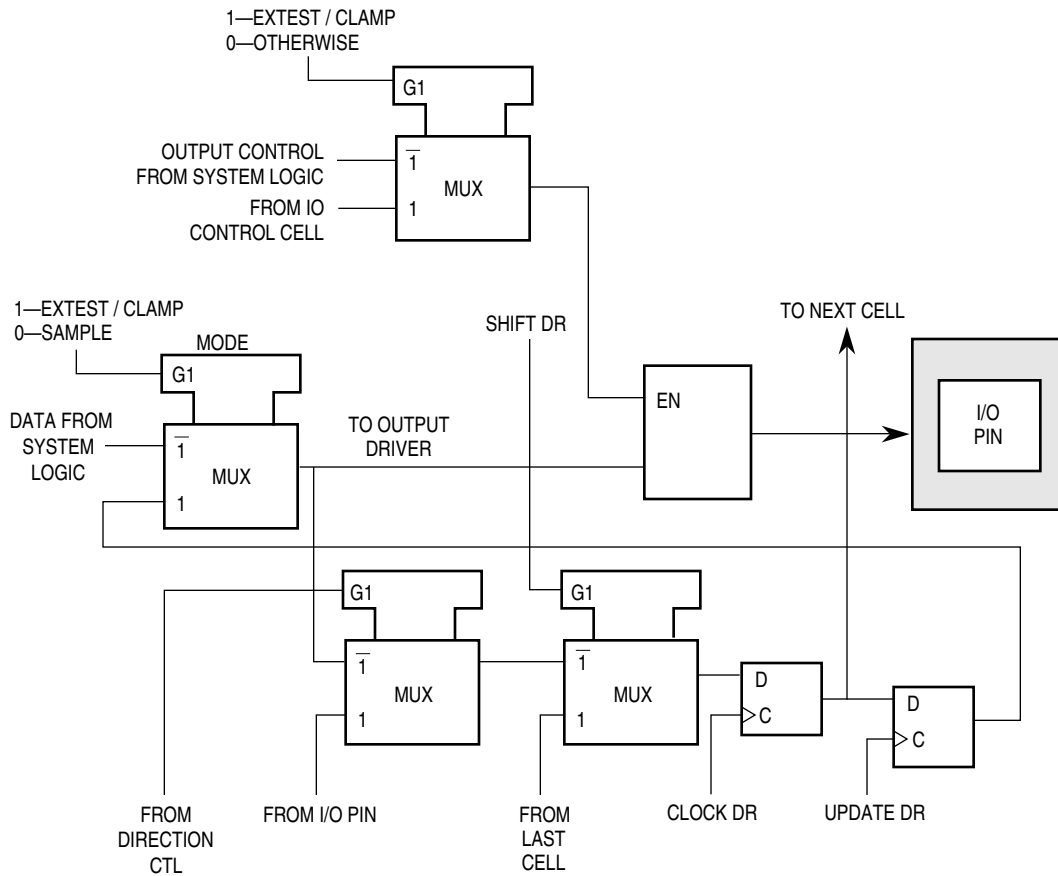 1—EXTEST / CLAMP
0—OTHERWISE
G1
OUTPUT CONTROL
FROM SYSTEM LOGIC
1̅
MUX
FROM IO
CONTROL CELL
1
1—EXTEST / CLAMP
0—SAMPLE
MODE
G1
SHIFT DR
TO NEXT CELL
DATA FROM
SYSTEM
LOGIC
1̅
MUX
1
TO OUTPUT
DRIVER
EN
I/O
PIN
G1
1̅
MUX
1
G1
1̅
MUX
1
D
C
D
C
FROM
DIRECTION
CTL
FROM I/O PIN
FROM
LAST
CELL
CLOCK DR
UPDATE DR